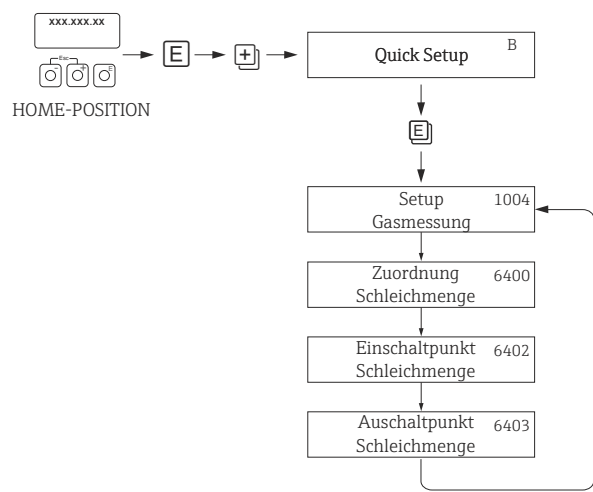 xxx.xxx.xx
Esc
- + E
HOME-POSITION
E
+
Quick Setup B
E
Setup 1004
Gasmessung
Zuordnung 6400
Schleichmenge
Einschaltpunkt 6402
Schleichmenge
Auschaltpunkt 6403
Schleichmenge